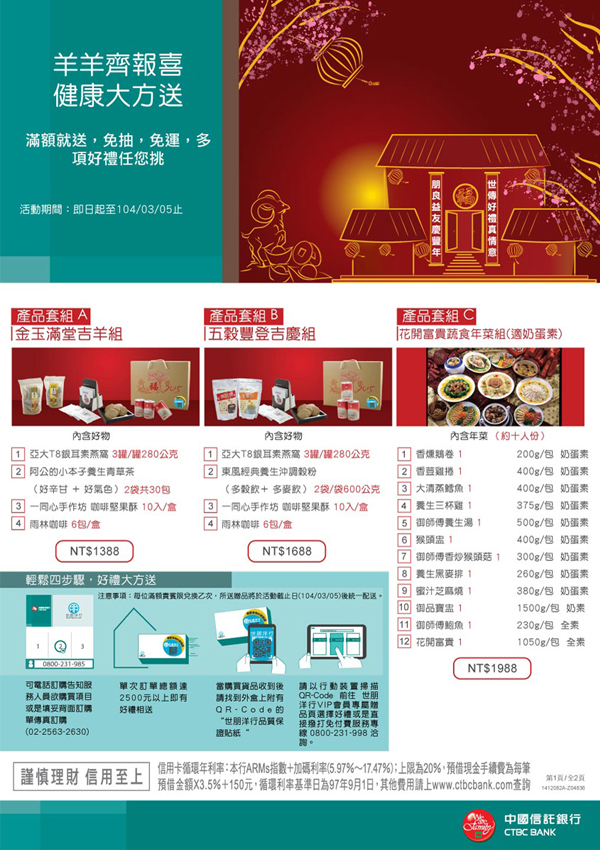 羊羊齊報喜
健康大方送
滿額就送，免抽，免運，多
項好禮任您挑
活動期間：即日起至104/03/05止
朋良益友慶豐年
世傳好禮真情意
產品套組 A
金玉滿堂吉羊組
內含好物
1 亞大T8銀耳素燕窩 3罐/罐280公克
2 阿公的小本子養生青草茶
（好辛甘 + 好氣色）2袋共30包
3 一同心手作坊 咖啡堅果酥 10入/盒
4 雨林咖啡 6包/盒
NT$1388
產品套組 B
五穀豐登吉慶組
內含好物
1 亞大T8銀耳素燕窩 3罐/罐280公克
2 東風經典養生沖調穀粉
（多穀飲+ 多麥飲）2袋/袋600公克
3 一同心手作坊 咖啡堅果酥 10入/盒
4 雨林咖啡 6包/盒
NT$1688
產品套組 C
花開富貴蔬食年菜組(適奶蛋素)
內含年菜（約十人份）
1 香燻鵝卷 1 200g/包 奶蛋素
2 香荳雞捲 1 400g/包 奶蛋素
3 大清蒸鱈魚 1 400g/包 奶蛋素
4 養生三杯雞 1 375g/包 奶蛋素
5 御師傅養生湯 1 500g/包 奶蛋素
6 猴頭盅 1 400g/包 奶蛋素
7 御師傅香炒猴頭菇 1 300g/包 奶蛋素
8 養生黑麥排 1 260g/包 奶蛋素
9 蜜汁芝麻燒 1 380g/包 奶蛋素
10 御品寶盅 1 1500g/包 奶素
11 御師傅鮑魚 1 230g/包 全素
12 花開富貴 1 1050g/包 全素
NT$1988
輕鬆四步驟，好禮大方送
注意事項：每位滿額貴賓限兌換乙次，所送贈品將於活動截止日(104/03/05)後統一配送。
1 2 3
0800-231-985
可電話訂購告知服
務人員欲購買項目
或是填妥背面訂購
單傳真訂購
(02-2563-2630)
單次訂單總額達
2500元以上即有
好禮相送
世朋洋行
當購買貨品收到後
請找到外盒上附有
QR-Code的
“世朋洋行品質保
證貼紙“
請以行動裝置掃描
QR-Code 前往 世朋
洋行VIP會員專屬贈
品頁選擇好禮或是直
接撥打免付費服務專
線 0800-231-998 洽
詢。
謹慎理財 信用至上
信用卡循環年利率：本行ARMs指數+加碼利率(5.97%～17.47%)；上限為20%，預借現金手續費為每筆
預借金額X3.5%＋150元，循環利率基準日為97年9月1日，其他費用請上www.ctbcbank.com查詢
第1頁/全2頁
1412082A-Z04836
We are Family
中國信託銀行
CTBC BANK